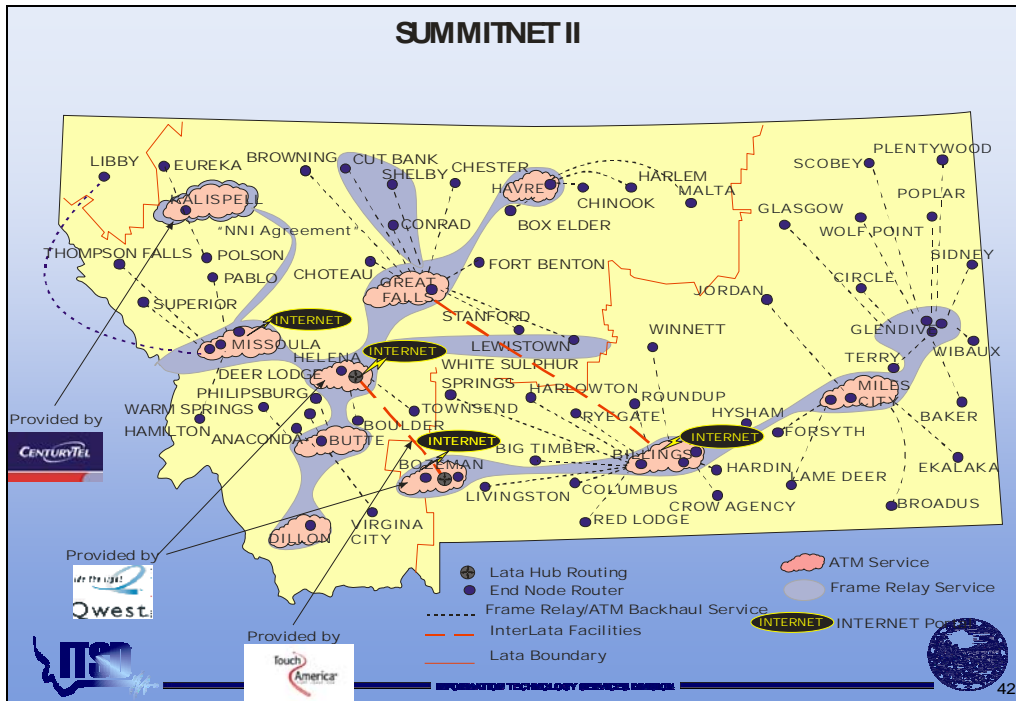 SUMMITNET II
LIBBY
EUREKA
BROWNING
CUT BANK
SHELBY
CHESTER
HAVRE
HARLEM
CHINOOK
MALTA
SCOBEY
PLENTYWOOD
POPLAR
GLASGOW
WOLF POINT
SIDNEY
KALISPELL
"NNI Agreement"
CONRAD
BOX ELDER
THOMPSON FALLS
POLSON
PABLO
CHOTEAU
GREAT
FALLS
FORT BENTON
CIRCLE
JORDAN
SUPERIOR
INTERNET
STANFORD
WINNETT
GLENDIVE
WIBAUX
MISSOULA
HELENA
INTERNET
LEWISTOWN
TERRY
DEER LODGE
WHITE SULPHUR
SPRINGS
HARLOWTON
ROUNDUP
MILES
CITY
PHILIPSBURG
WARM SPRINGS
HAMILTON
ANACONDA
BUTTE
BOULDER
TOWNSEND
RYEGATE
HYSHAM
FORSYTH
BAKER
INTERNET
INTERNET
BOZEMAN
BIG TIMBER
BILLINGS
HARDIN
LAME DEER
EKALAKA
LIVINGSTON
COLUMBUS
CROW AGENCY
BROADUS
DILLON
VIRGINA
CITY
RED LODGE
Provided by
CENTURYTEL
Provided by
Qwest
Provided by
Touch
America
Lata Hub Routing
End Node Router
Frame Relay/ATM Backhaul Service
InterLata Facilities
Lata Boundary
ATM Service
Frame Relay Service
INTERNET
INTERNET
ITSD
INFORMATION TECHNOLOGY SERVICES DIVISION
42